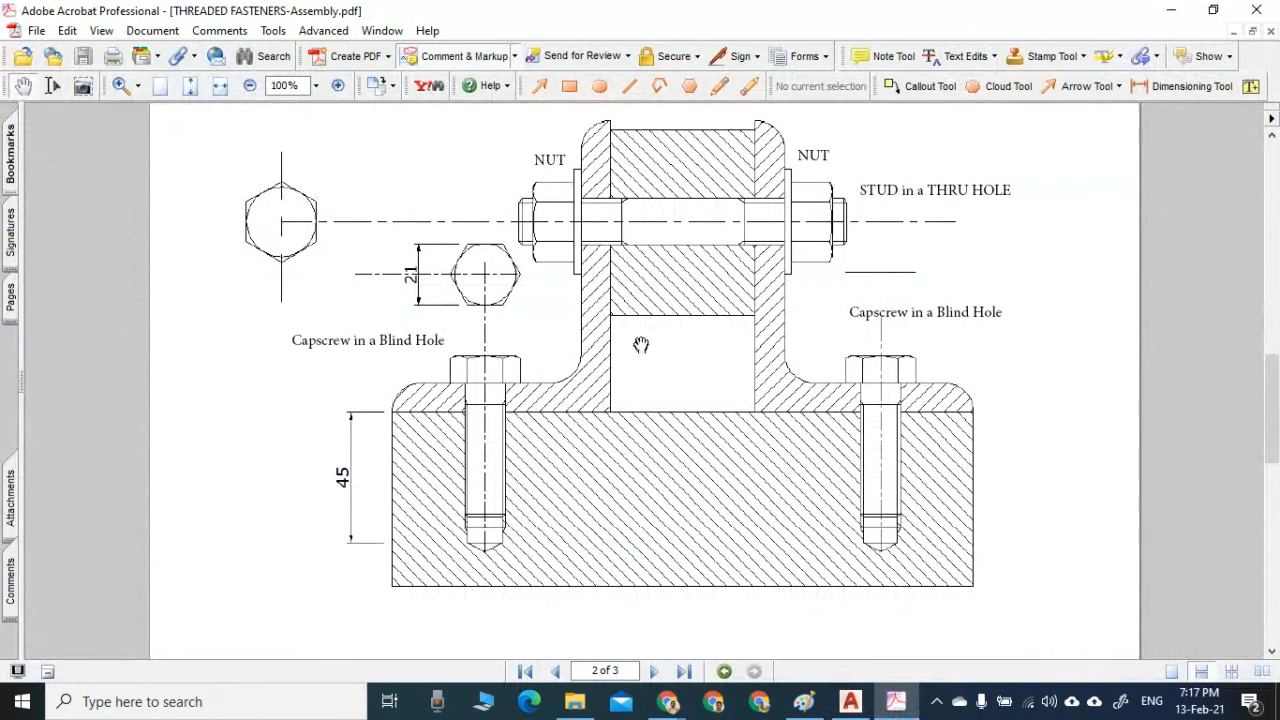 Adobe Acrobat Professional - [THREADED FASTENERS-Assembly.pdf]
File Edit View Document Comments Tools Advanced Window Help
Search Create PDF Comment & Markup Send for Review Secure Sign Forms Note Tool Text Edits Stamp Tool Show
100% Y! Help No current selection Callout Tool Cloud Tool Arrow Tool Dimensioning Tool
Bookmarks
Signatures
Pages
Attachments
Comments
NUT
NUT
STUD in a THRU HOLE
21
Capscrew in a Blind Hole
Capscrew in a Blind Hole
45
2 of 3
Type here to search
ENG
7:17 PM
13-Feb-21
2